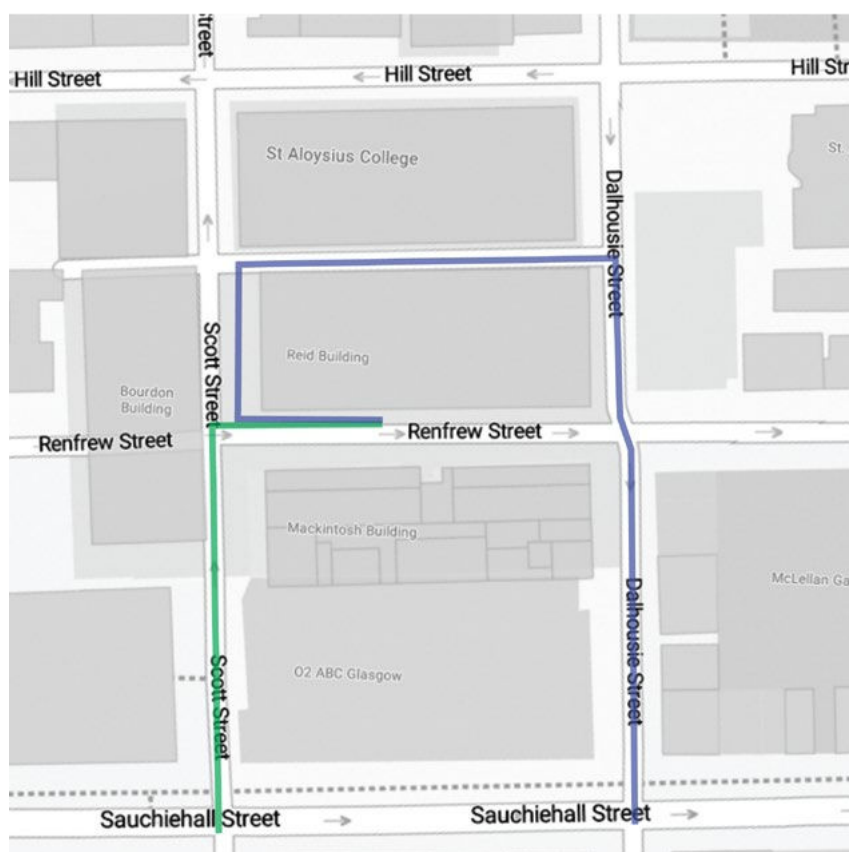 Street
Hill Street
Hill Street
Hill Str
St Aloysius College
St.
Dalhousie Street
Scott Street
Reid Building
Bourdon
Building
Renfrew Street
Renfrew Street
Mackintosh Building
McLellan Ga
Dalhousie Street
Scott Street
O2 ABC Glasgow
Sauchiehall Street
Sauchiehall Street